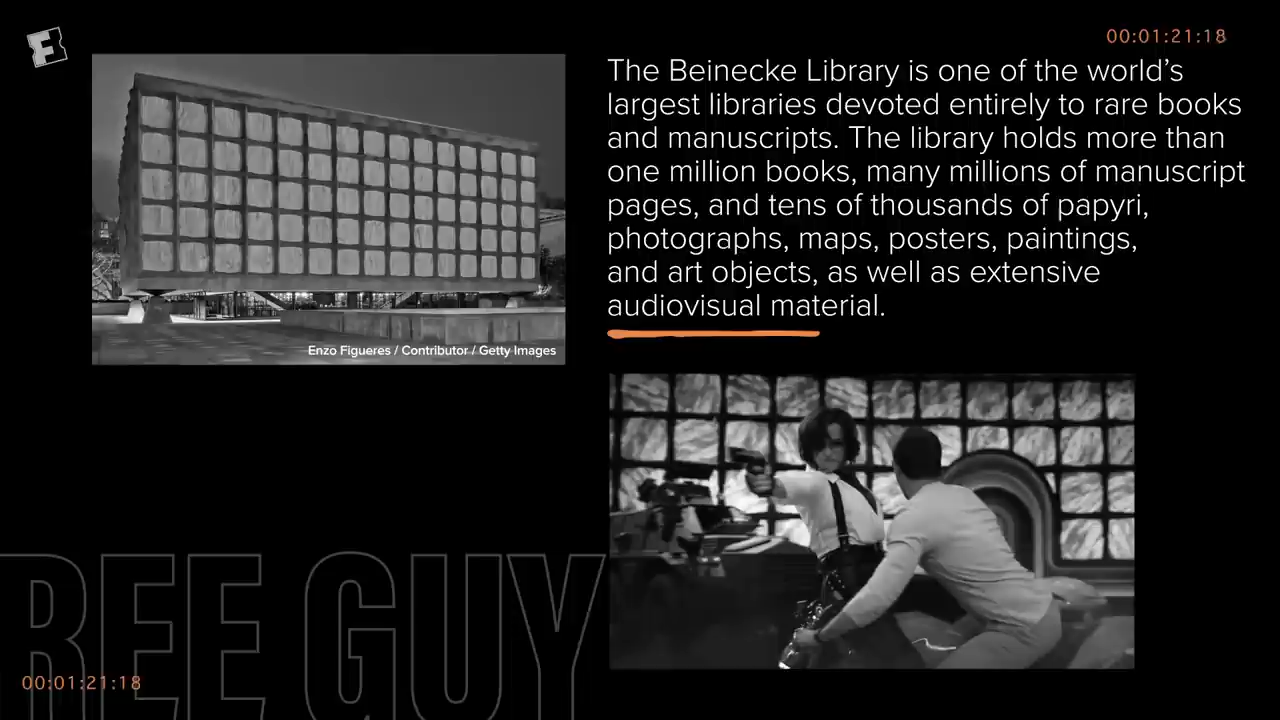 F
00:01:21:18
The Beinecke Library is one of the world’s
largest libraries devoted entirely to rare books
and manuscripts. The library holds more than
one million books, many millions of manuscript
pages, and tens of thousands of papyri,
photographs, maps, posters, paintings,
and art objects, as well as extensive
audiovisual material.
Enzo Figueres / Contributor / Getty Images
REE GUY
00:01:21:18